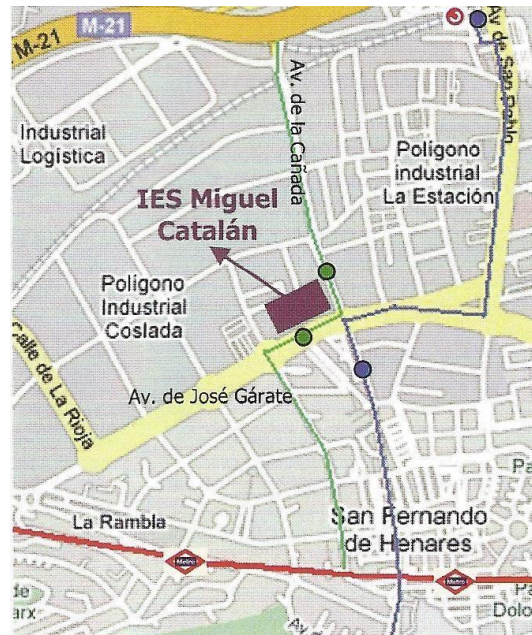 M-21
M-21
Av. de San Pablo
Av. de la Cañada
Industrial
Logística
Polígono
industrial
La Estación
IES Miguel
Catalán
Polígono
Industrial
Coslada
Calle de La Rioja
Av. de José Gárate
La Rambla
San Fernando
de Henares
Metro
Metro